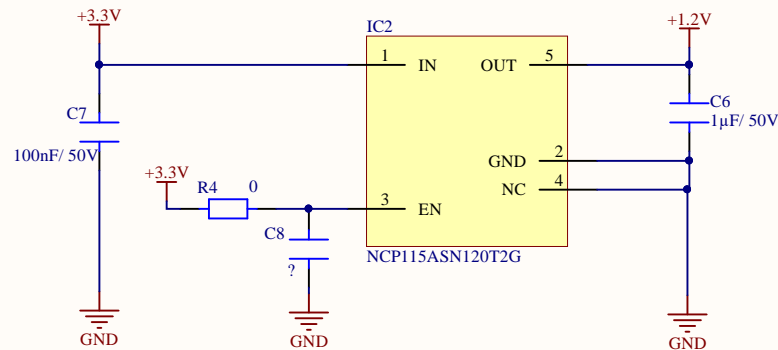 +3.3V
IC2
+1.2V
1
IN
OUT
5
C7
100nF/ 50V
C6
1µF/ 50V
GND
2
NC
4
+3.3V
R4
0
3
EN
C8
?
NCP115ASN120T2G
GND
GND
GND